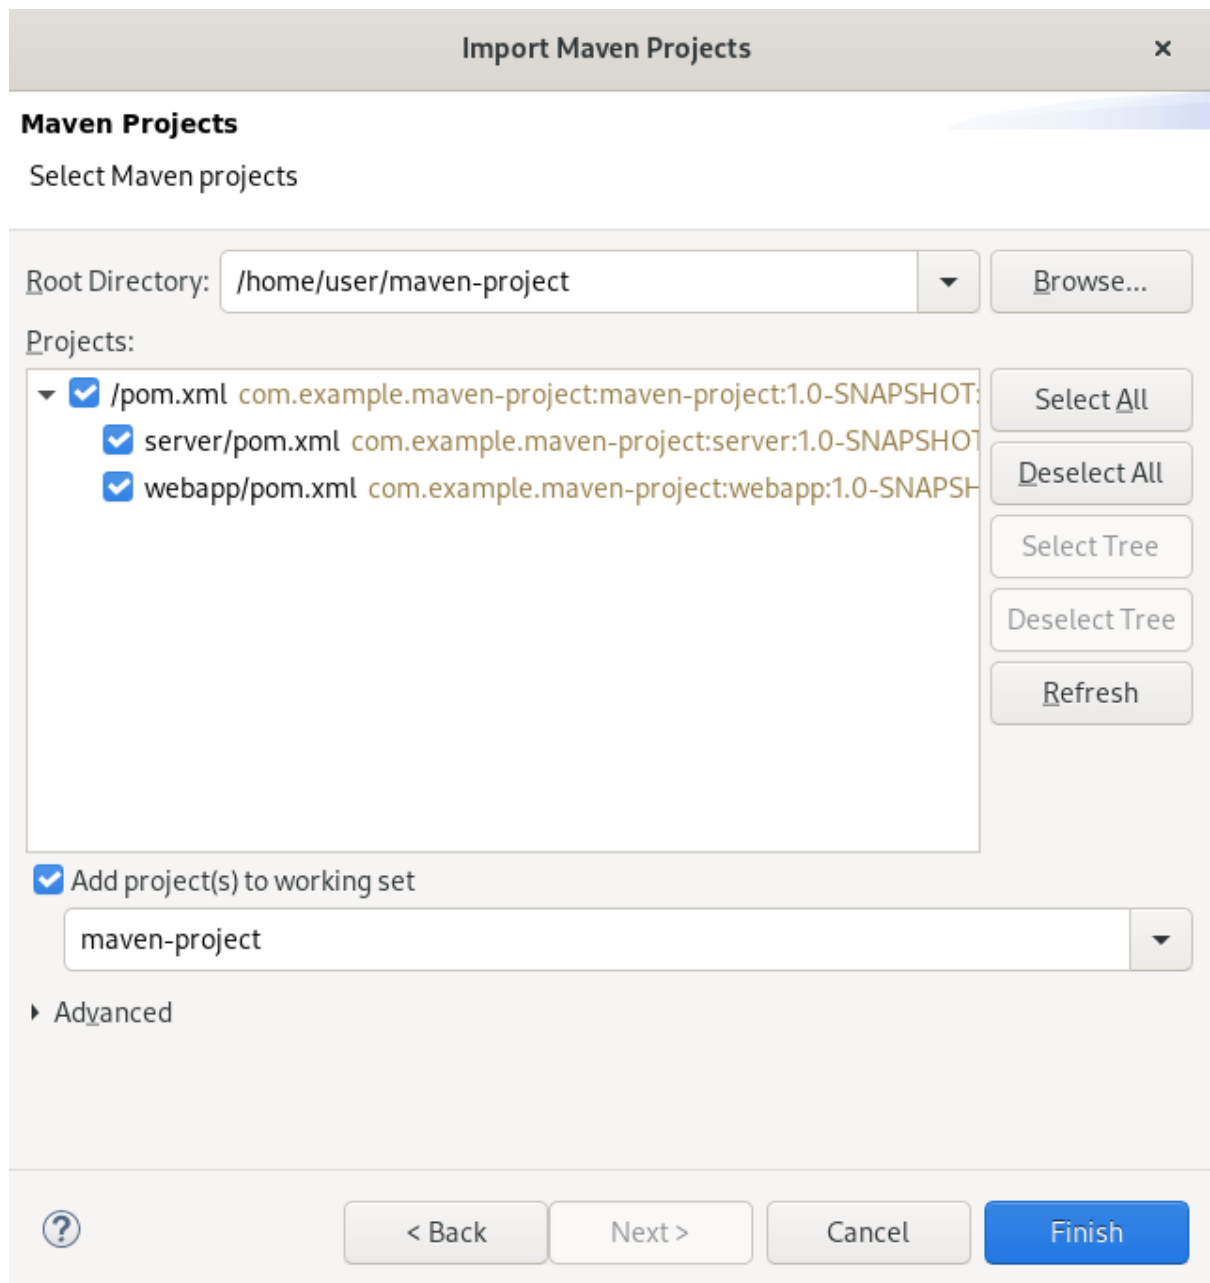 Import Maven Projects ×
Maven Projects
Select Maven projects
Root Directory: /home/user/maven-project Browse...
Projects:
/pom.xml com.example.maven-project:maven-project:1.0-SNAPSHOT: Select All
server/pom.xml com.example.maven-project:server:1.0-SNAPSHOT
webapp/pom.xml com.example.maven-project:webapp:1.0-SNAPSH
Deselect All
Select Tree
Deselect Tree
Refresh
Add project(s) to working set
maven-project
Advanced
? < Back Next > Cancel Finish